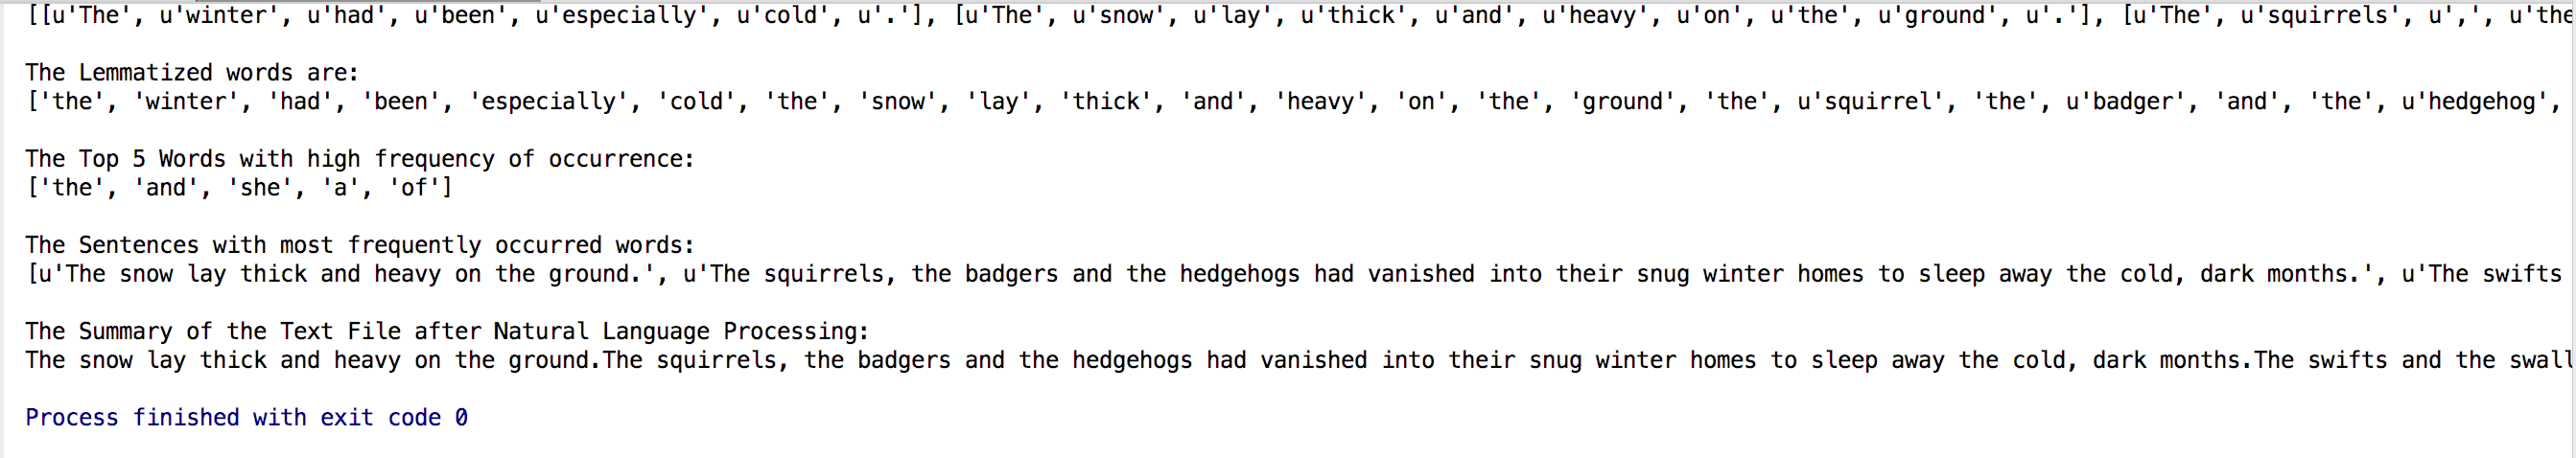 [[u'The', u'winter', u'had', u'been', u'especially', u'cold', u'.'], [u'The', u'snow', u'lay', u'thick', u'and', u'heavy', u'on', u'the', u'ground', u'.'], [u'The', u'squirrels', u',', u'the
The Lemmatized words are:
['the', 'winter', 'had', 'been', 'especially', 'cold', 'the', 'snow', 'lay', 'thick', 'and', 'heavy', 'on', 'the', 'ground', 'the', u'squirrel', 'the', u'badger', 'and', 'the', u'hedgehog',
The Top 5 Words with high frequency of occurrence:
['the', 'and', 'she', 'a', 'of']
The Sentences with most frequently occurred words:
[u'The snow lay thick and heavy on the ground.', u'The squirrels, the badgers and the hedgehogs had vanished into their snug winter homes to sleep away the cold, dark months.', u'The swifts
The Summary of the Text File after Natural Language Processing:
The snow lay thick and heavy on the ground.The squirrels, the badgers and the hedgehogs had vanished into their snug winter homes to sleep away the cold, dark months.The swifts and the swall
Process finished with exit code 0